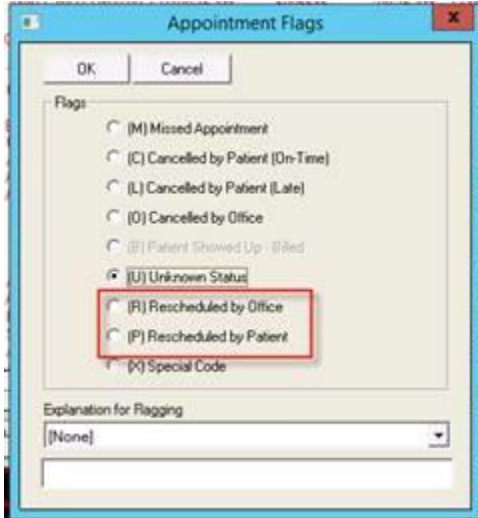 Appointment Flags
x
OK Cancel
Flags
(M) Missed Appointment
(C) Cancelled by Patient (On-Time)
(L) Cancelled by Patient (Late)
(O) Cancelled by Office
(B) Patient Showed Up - Billed
(U) Unknown Status
(R) Rescheduled by Office
(P) Rescheduled by Patient
(X) Special Code
Explanation for Flagging
[None]